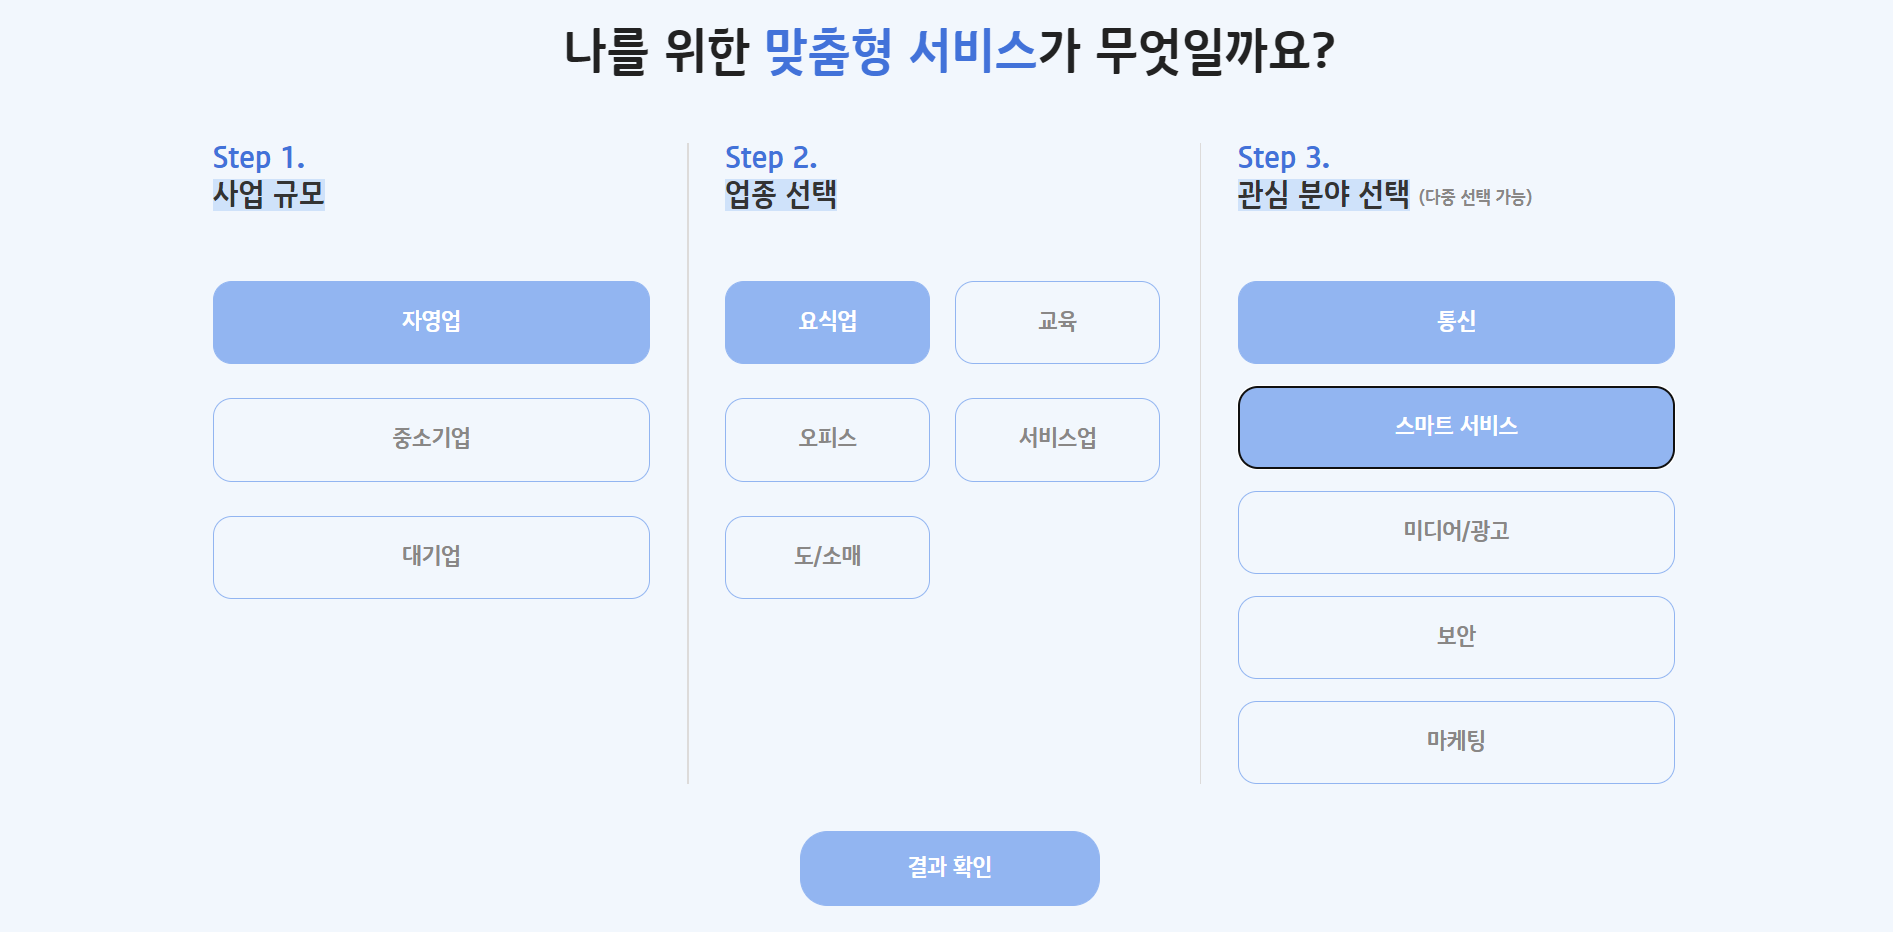 나를 위한 맞춤형 서비스가 무엇일까요?
Step 1.
사업 규모
자영업
중소기업
대기업
Step 2.
업종 선택
요식업
교육
오피스
서비스업
도/소매
Step 3.
관심 분야 선택 (다중 선택 가능)
통신
스마트 서비스
미디어/광고
보안
마케팅
결과 확인